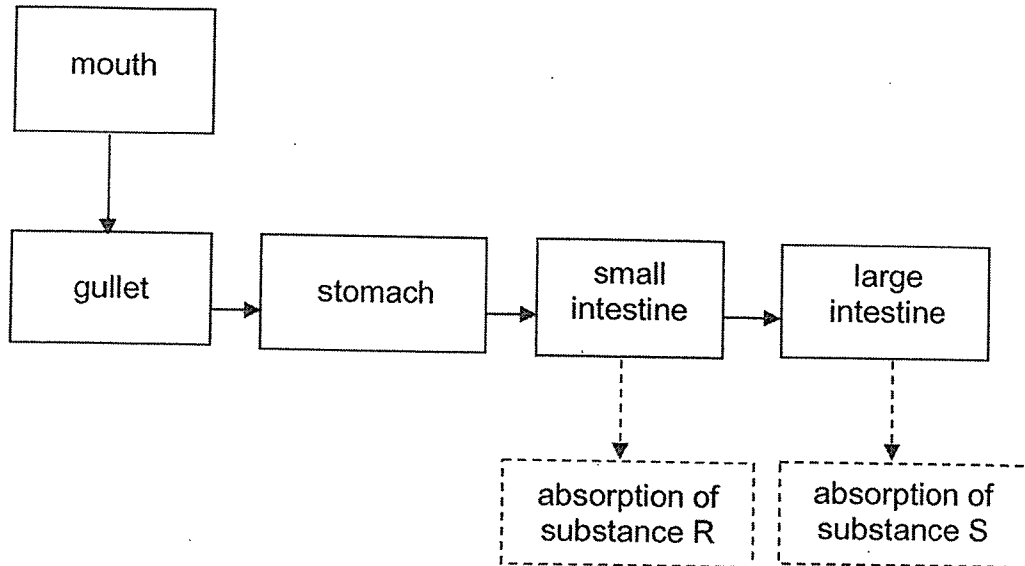 mouth
gullet
stomach
small
intestine
large
intestine
absorption of
substance R
absorption of
substance S